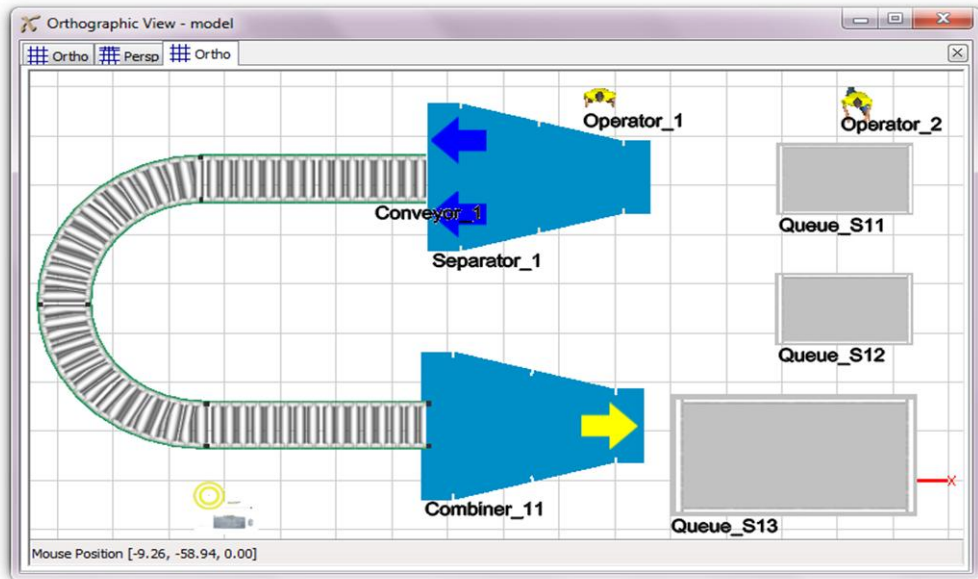 Orthographic View - model
Ortho Persp Ortho
Operator_1
Operator_2
Conveyor_1
Queue_S11
Separator_1
Queue_S12
Combiner_11
Queue_S13
X
Mouse Position [-9.26, -58.94, 0.00]